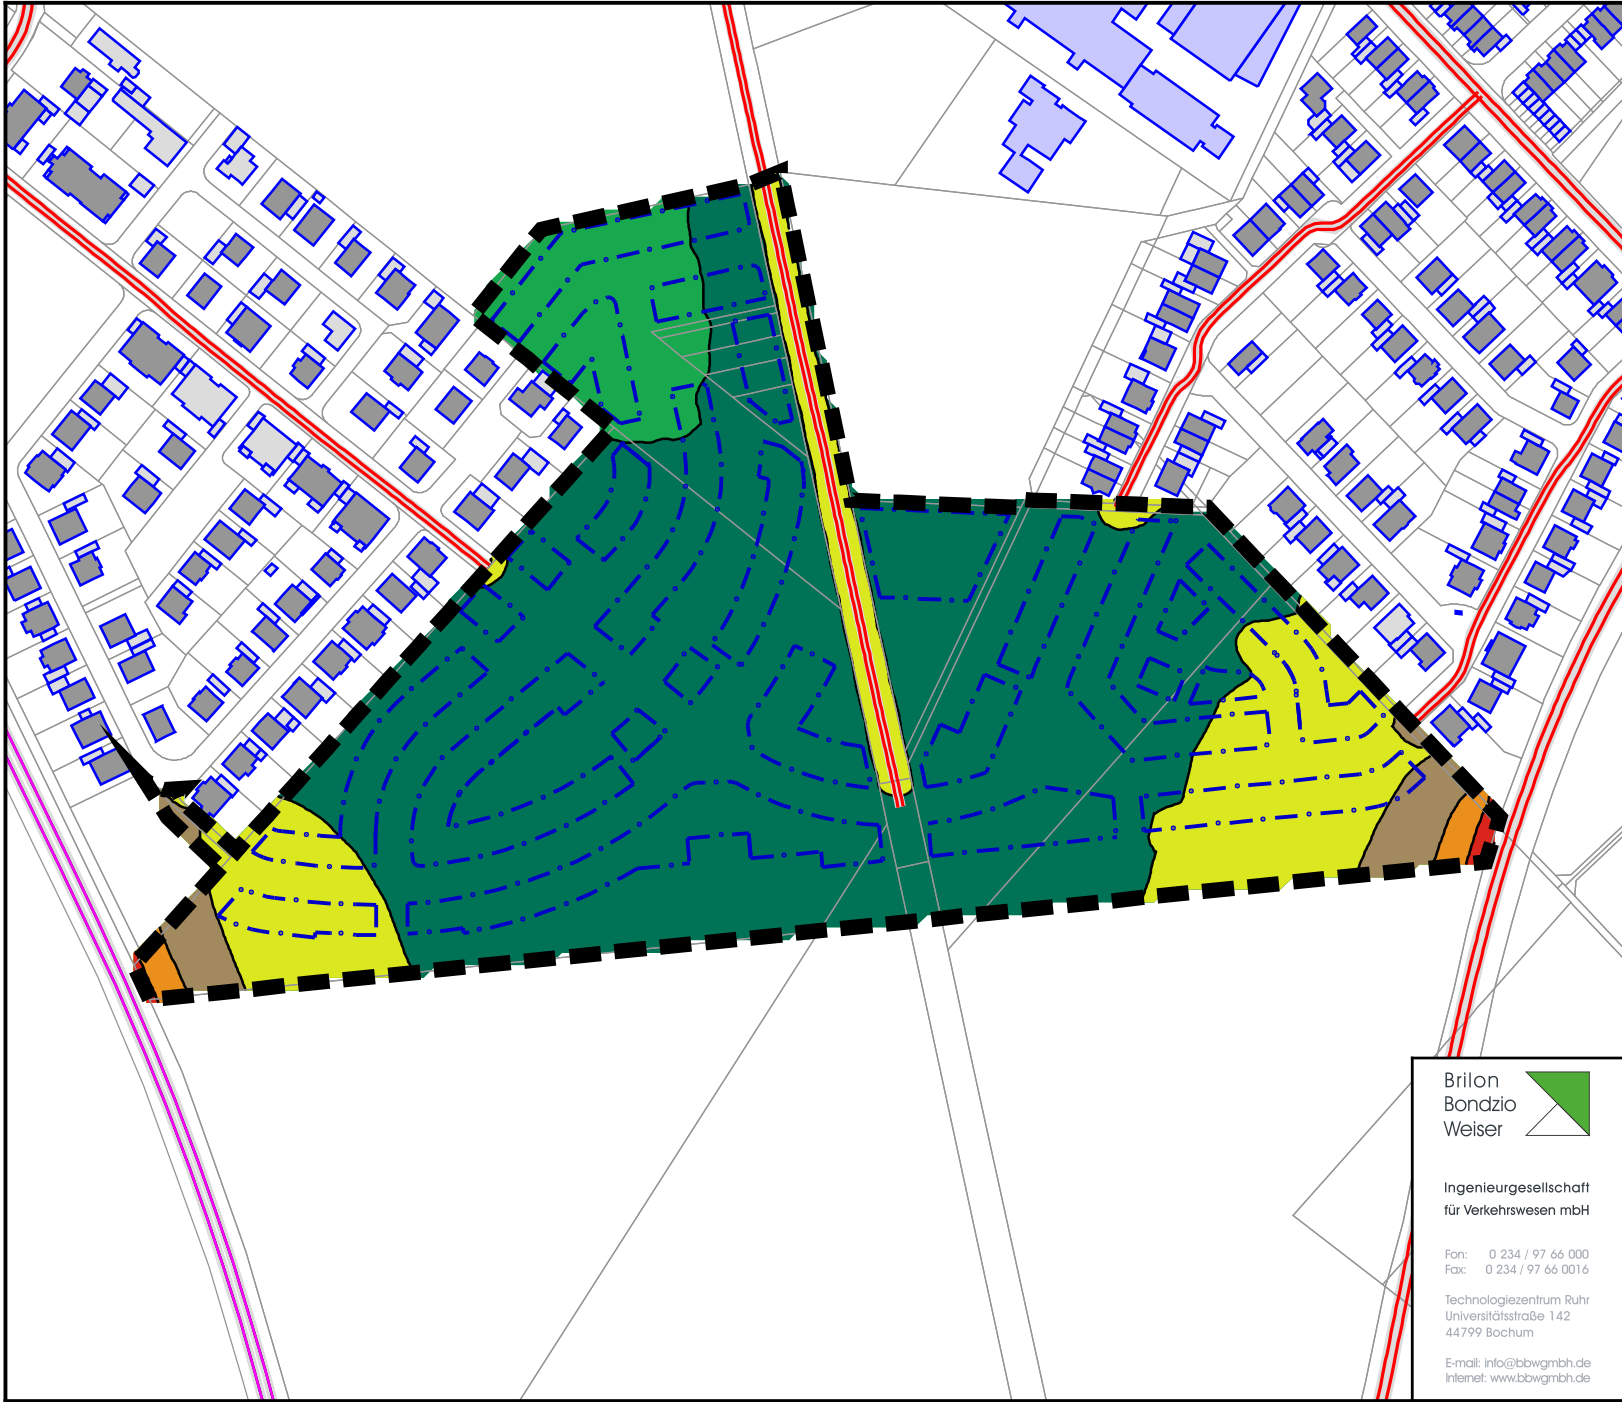 Brilon
Bondzio
Weiser
Ingenieurgesellschaft
für Verkehrswesen mbH
Fon: 0 234 / 97 66 000
Fax: 0 234 / 97 66 0016
Technologiezentrum Ruhr
Universitätsstraße 142
44799 Bochum
E-mail: info@bbwgmbh.de
Internet: www.bbwgmbh.de